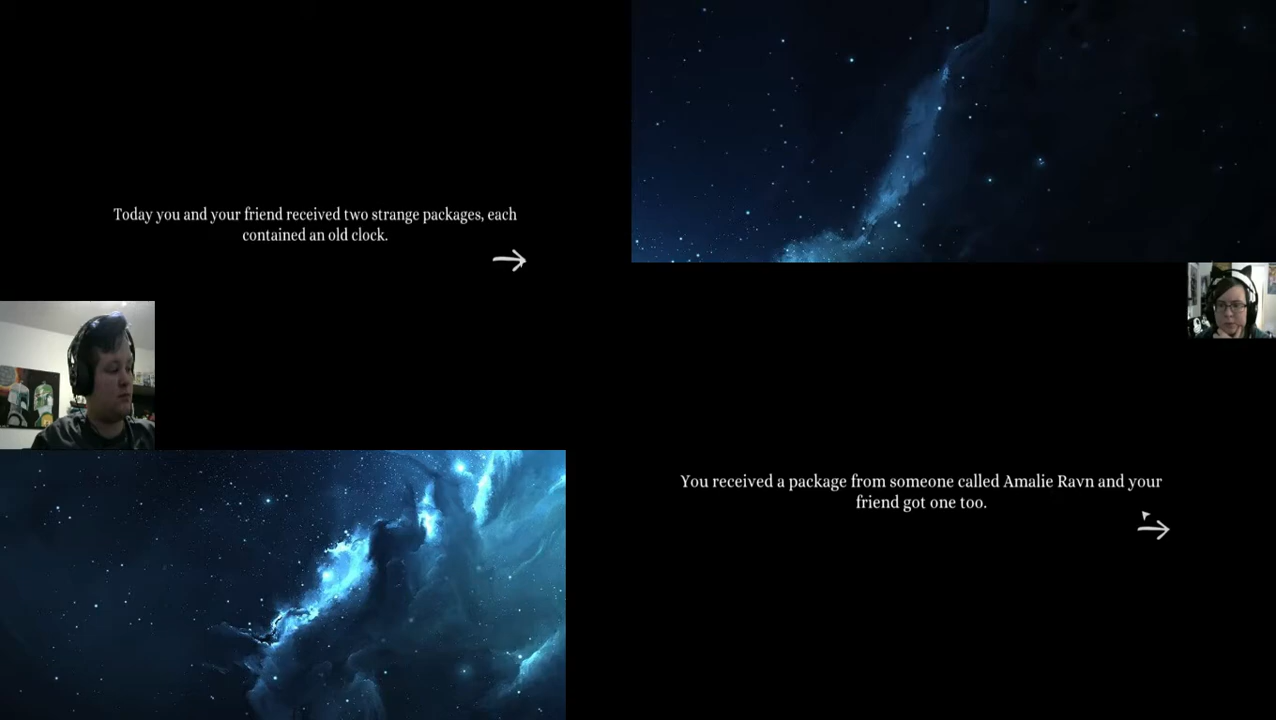 Today you and your friend received two strange packages, each
contained an old clock.
You received a package from someone called Amalie Ravn and your
friend got one too.